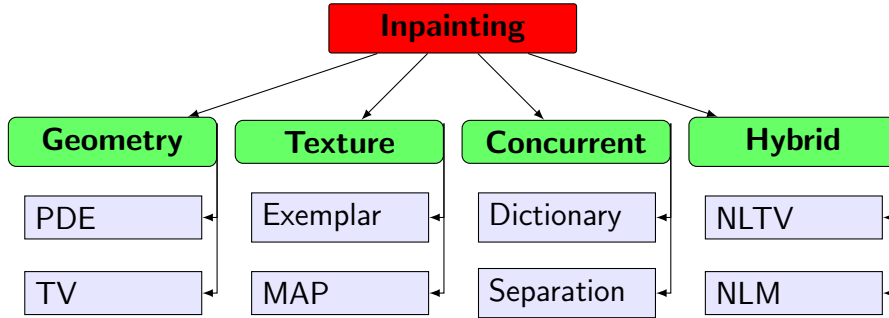 Inpainting
Geometry
Texture
Concurrent
Hybrid
PDE
Exemplar
Dictionary
NLTV
TV
MAP
Separation
NLM